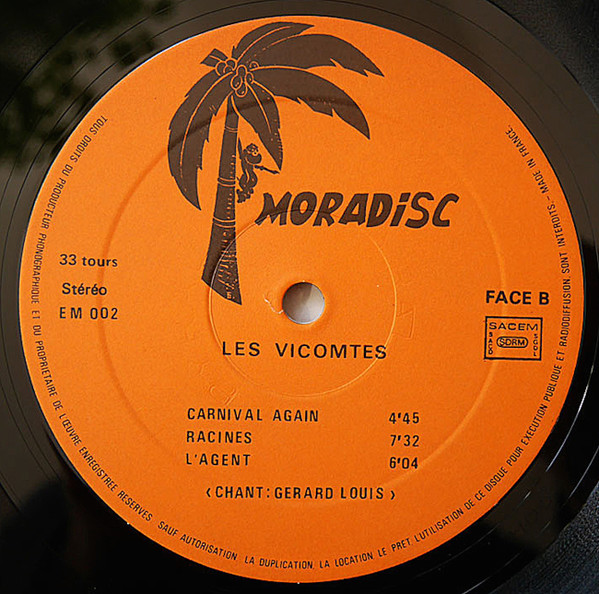 MORADiSC
33 tours
Stéréo
EM 002
FACE B
SACEM
SACD
SDRM
SGDL
LES VICOMTES
CARNIVAL AGAIN 4'45
RACINES 7'32
L'AGENT 6'04
<CHANT: GERARD LOUIS>
TOUS DROITS DU PRODUCTEUR PHONOGRAPHIQUE ET DU PROPRIETAIRE DE L'ŒUVRE ENREGISTREE RESERVES. SAUF AUTORISATION, LA DUPLICATION, LA LOCATION, LE PRET, L'UTILISATION DE CE DISQUE POUR EXECUTION PUBLIQUE ET RADIODIFFUSION, SONT INTERDITS - MADE IN FRANCE.